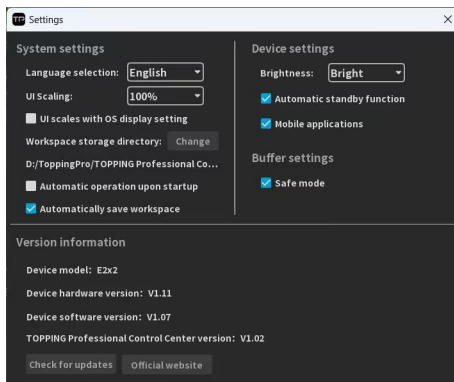 TP Settings
System settings
Language selection: English
UI Scaling: 100%
UI scales with OS display setting
Workspace storage directory: Change
D:/ToppingPro/TOPPING Professional Co...
Automatic operation upon startup
Automatically save workspace
Device settings
Brightness: Bright
Automatic standby function
Mobile applications
Buffer settings
Safe mode
Version information
Device model: E2x2
Device hardware version: V1.11
Device software version: V1.07
TOPPING Professional Control Center version: V1.02
Check for updates Official website